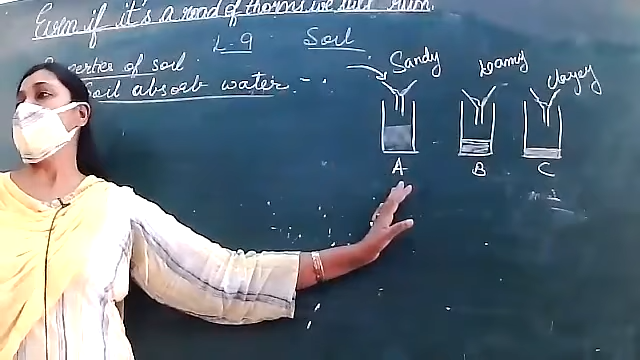 Even if it's a road of thorns we will run.
L-9 Soil
Properties of soil
Soil absorb water -
Sandy
Loamy
Clayey
A
B
C